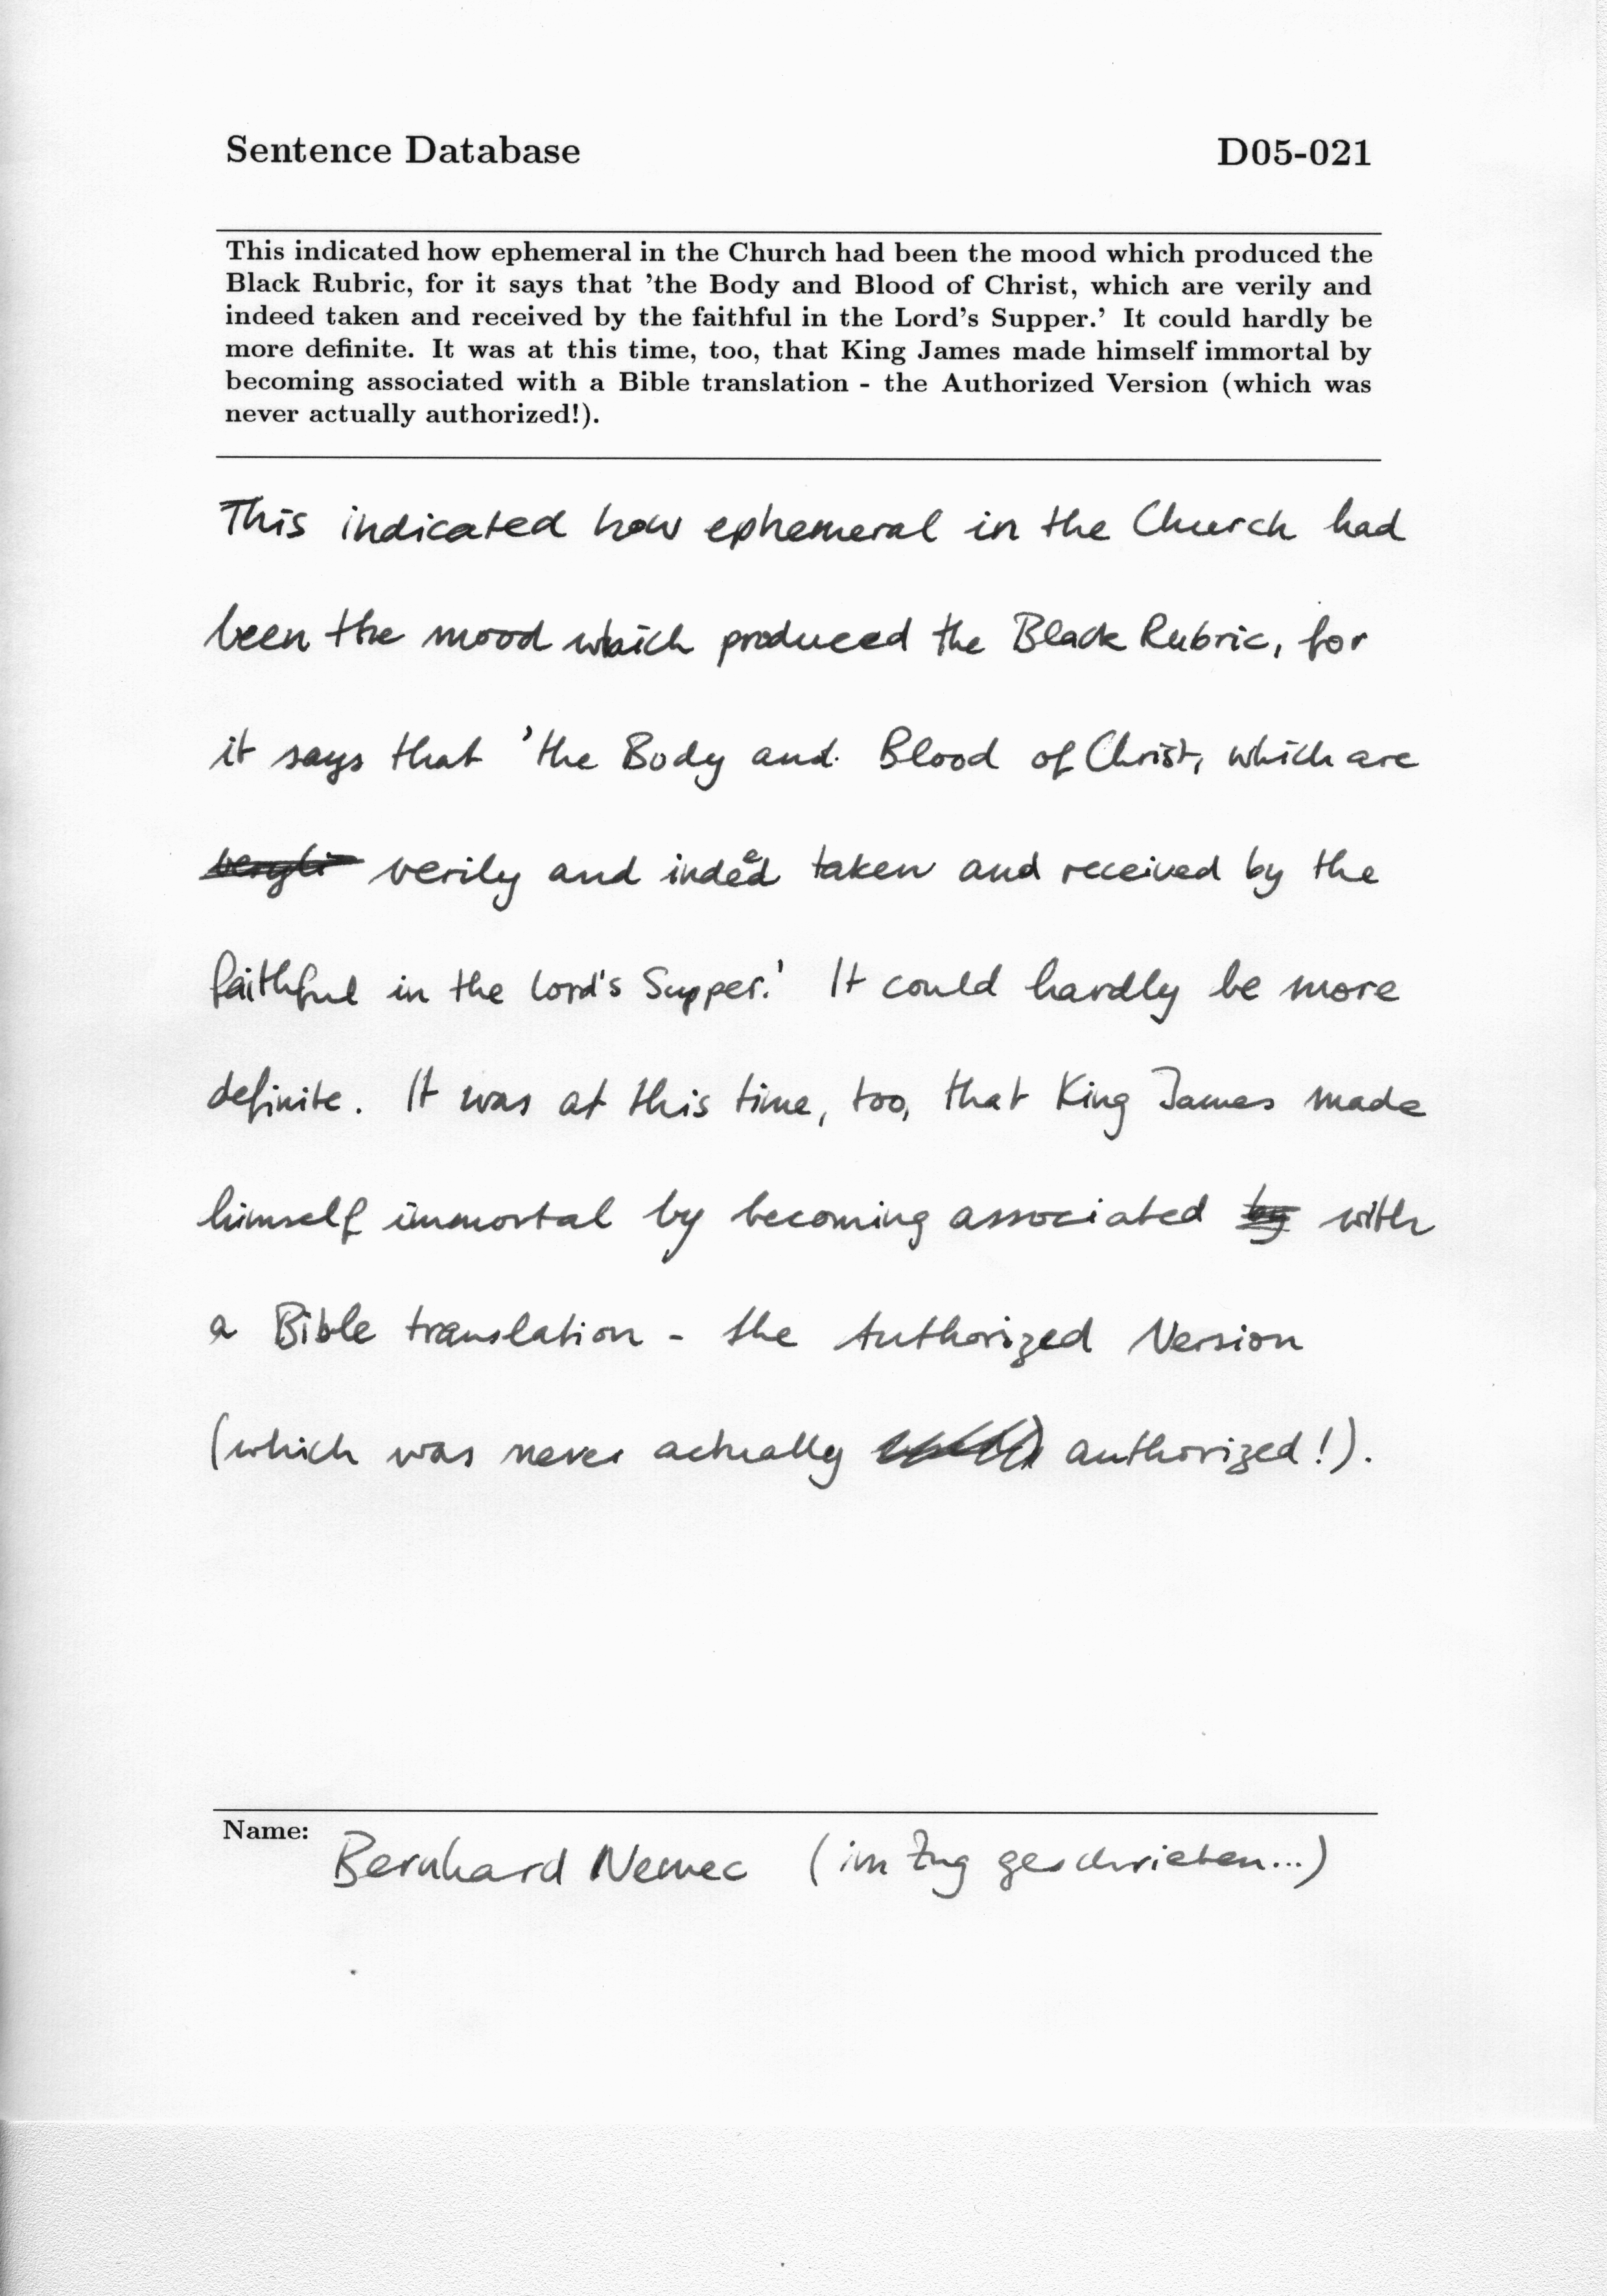 Sentence Database D05-021
This indicated how ephemeral in the Church had been the mood which produced the
Black Rubric, for it says that 'the Body and Blood of Christ, which are verily and
indeed taken and received by the faithful in the Lord's Supper.' It could hardly be
more definite. It was at this time, too, that King James made himself immortal by
becoming associated with a Bible translation - the Authorized Version (which was
never actually authorized!).
This indicated how ephemeral in the Church had
been the mood which produced the Black Rubric, for
it says that 'the Body and Blood of Christ, which are
verily and indeed taken and received by the
faithful in the Lord's Supper.' It could hardly be more
definite. It was at this time, too, that King James made
himself immortal by becoming associated by with
a Bible translation - the Authorized Version
(which was never actually authorized!).
Name: Bernhard Nemec (im Zug geschrieben...)